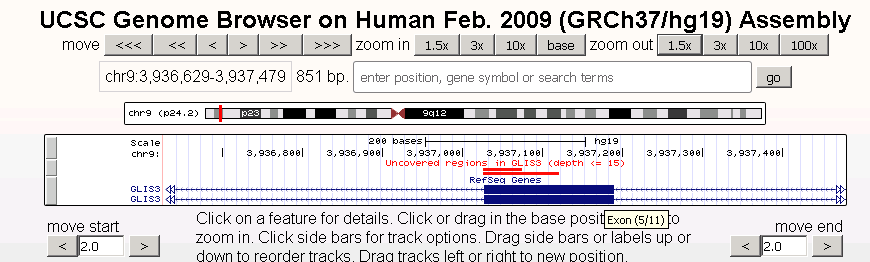 UCSC Genome Browser on Human Feb. 2009 (GRCh37/hg19) Assembly
move <<< << < > >> >>> zoom in 1.5x 3x 10x base zoom out 1.5x 3x 10x 100x
chr9:3,936,629-3,937,479 851 bp. enter position, gene symbol or search terms go
chr9 (p24.2) p23 9q12
Scale 200 bases hg19
chr9: 3,936,800 3,936,900 3,937,000 3,937,100 3,937,200 3,937,300 3,937,400
Uncovered regions in GLIS3 (depth <= 15)
RefSeq Genes
GLIS3
GLIS3
Exon (5/11)
move start Click on a feature for details. Click or drag in the base posit to move end
< 2.0 > zoom in. Click side bars for track options. Drag side bars or labels up or < 2.0 >
down to reorder tracks. Drag tracks left or right to new position.